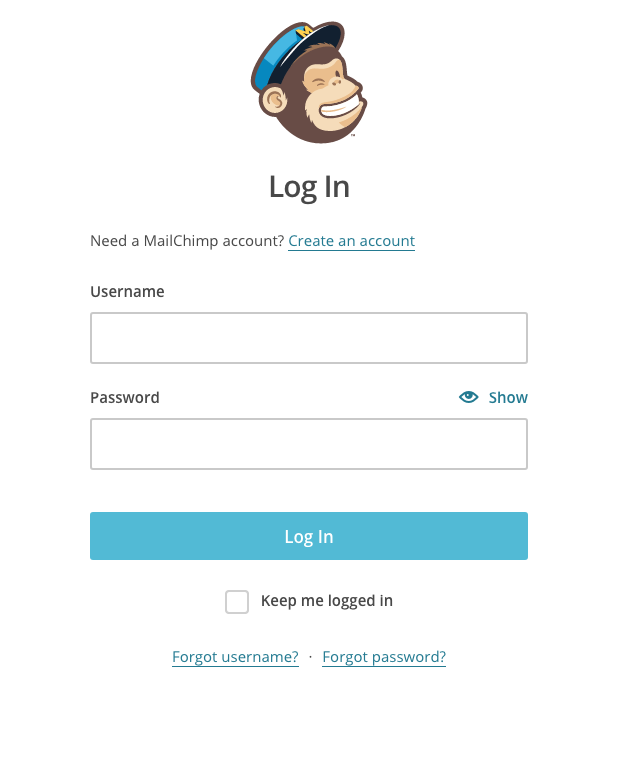 M
Log In
Need a MailChimp account? Create an account
Username
Password Show
Log In
Keep me logged in
Forgot username? · Forgot password?